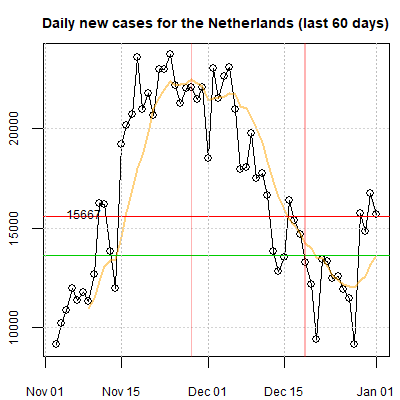 Daily new cases for the Netherlands (last 60 days)
20000
15667
15000
10000
Nov 01 Nov 15 Dec 01 Dec 15 Jan 01